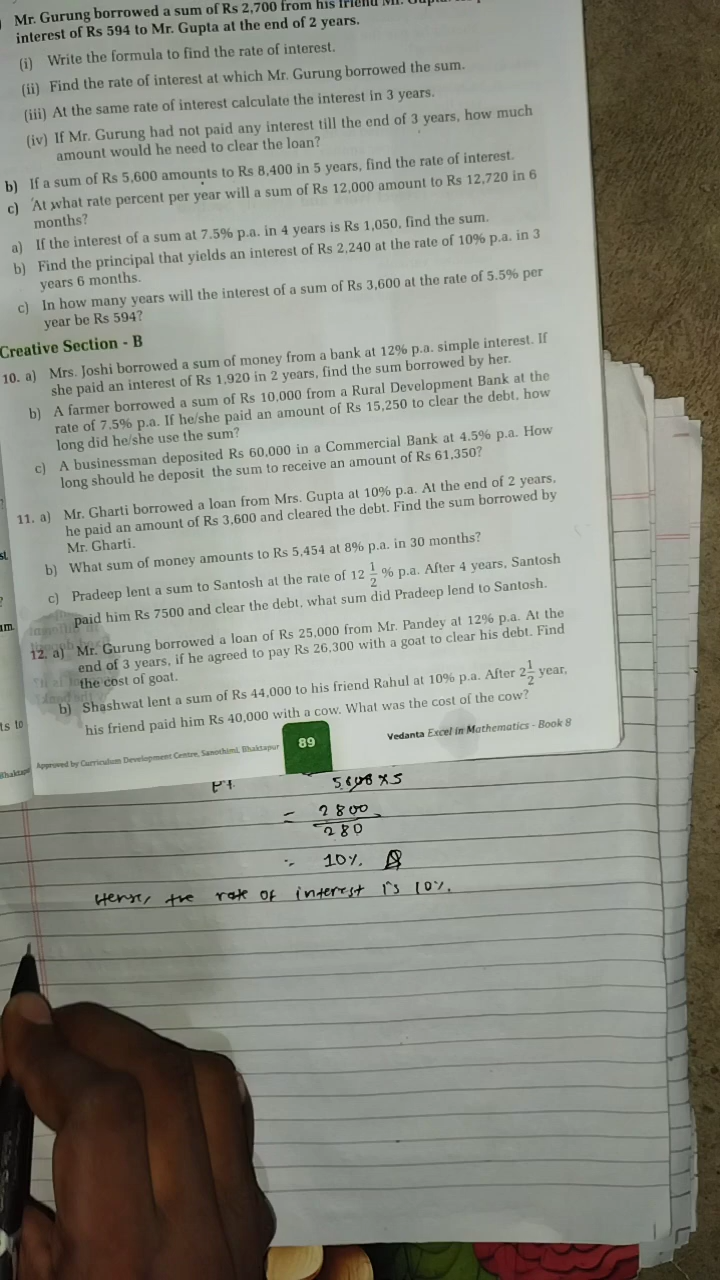 Mr. Gurung borrowed a sum of Rs 2,700 from his friend Mr.
interest of Rs 594 to Mr. Gupta at the end of 2 years.
(i) Write the formula to find the rate of interest.
(ii) Find the rate of interest at which Mr. Gurung borrowed the sum.
(iii) At the same rate of interest calculate the interest in 3 years.
(iv) If Mr. Gurung had not paid any interest till the end of 3 years, how much
amount would he need to clear the loan?
b) If a sum of Rs 5,600 amounts to Rs 8,400 in 5 years, find the rate of interest.
c) At what rate percent per year will a sum of Rs 12,000 amount to Rs 12,720 in 6
months?
a) If the interest of a sum at 7.5% p.a. in 4 years is Rs 1,050, find the sum.
b) Find the principal that yields an interest of Rs 2,240 at the rate of 10% p.a. in 3
years 6 months.
c) In how many years will the interest of a sum of Rs 3,600 at the rate of 5.5% per
year be Rs 594?
Creative Section - B
10. a) Mrs. Joshi borrowed a sum of money from a bank at 12% p.a. simple interest. If
she paid an interest of Rs 1,920 in 2 years, find the sum borrowed by her.
b) A farmer borrowed a sum of Rs 10,000 from a Rural Development Bank at the
rate of 7.5% p.a. If he/she paid an amount of Rs 15,250 to clear the debt, how
long did he/she use the sum?
c) A businessman deposited Rs 60,000 in a Commercial Bank at 4.5% p.a. How
long should he deposit the sum to receive an amount of Rs 61,350?
11. a) Mr. Gharti borrowed a loan from Mrs. Gupta at 10% p.a. At the end of 2 years,
he paid an amount of Rs 3,600 and cleared the debt. Find the sum borrowed by
Mr. Gharti.
b) What sum of money amounts to Rs 5,454 at 8% p.a. in 30 months?
c) Pradeep lent a sum to Santosh at the rate of 12 1/2 % p.a. After 4 years, Santosh
paid him Rs 7500 and clear the debt, what sum did Pradeep lend to Santosh.
12. a) Mr. Gurung borrowed a loan of Rs 25,000 from Mr. Pandey at 12% p.a. At the
end of 3 years, if he agreed to pay Rs 26,300 with a goat to clear his debt. Find
the cost of goat.
b) Shashwat lent a sum of Rs 44,000 to his friend Rahul at 10% p.a. After 2 1/2 year,
his friend paid him Rs 40,000 with a cow. What was the cost of the cow?
Approved by Curriculum Development Centre, Sanothimi, Bhaktapur
89
Vedanta Excel in Mathematics - Book 8
= 2800
280
= 10%.
Hense, the rate of interest is 10%.